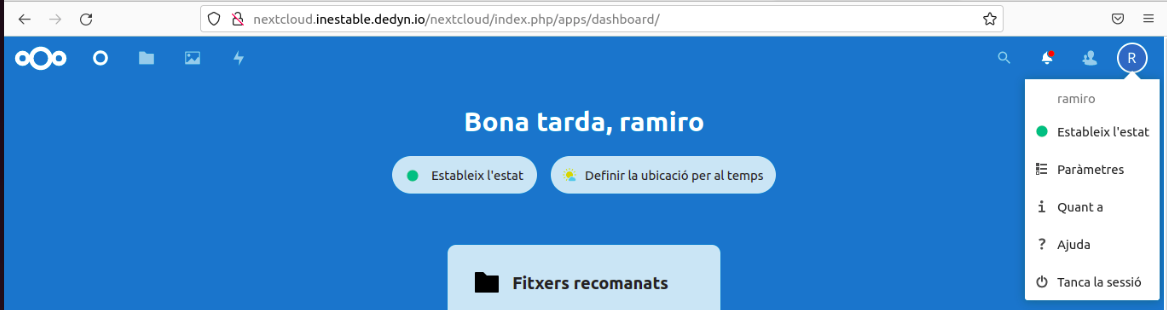 nextcloud.inestable.dedyn.io/nextcloud/index.php/apps/dashboard/
R
ramiro
Estableix l'estat
Paràmetres
Quant a
Ajuda
Tanca la sessió
Bona tarda, ramiro
Estableix l'estat
Definir la ubicació per al temps
Fitxers recomanats